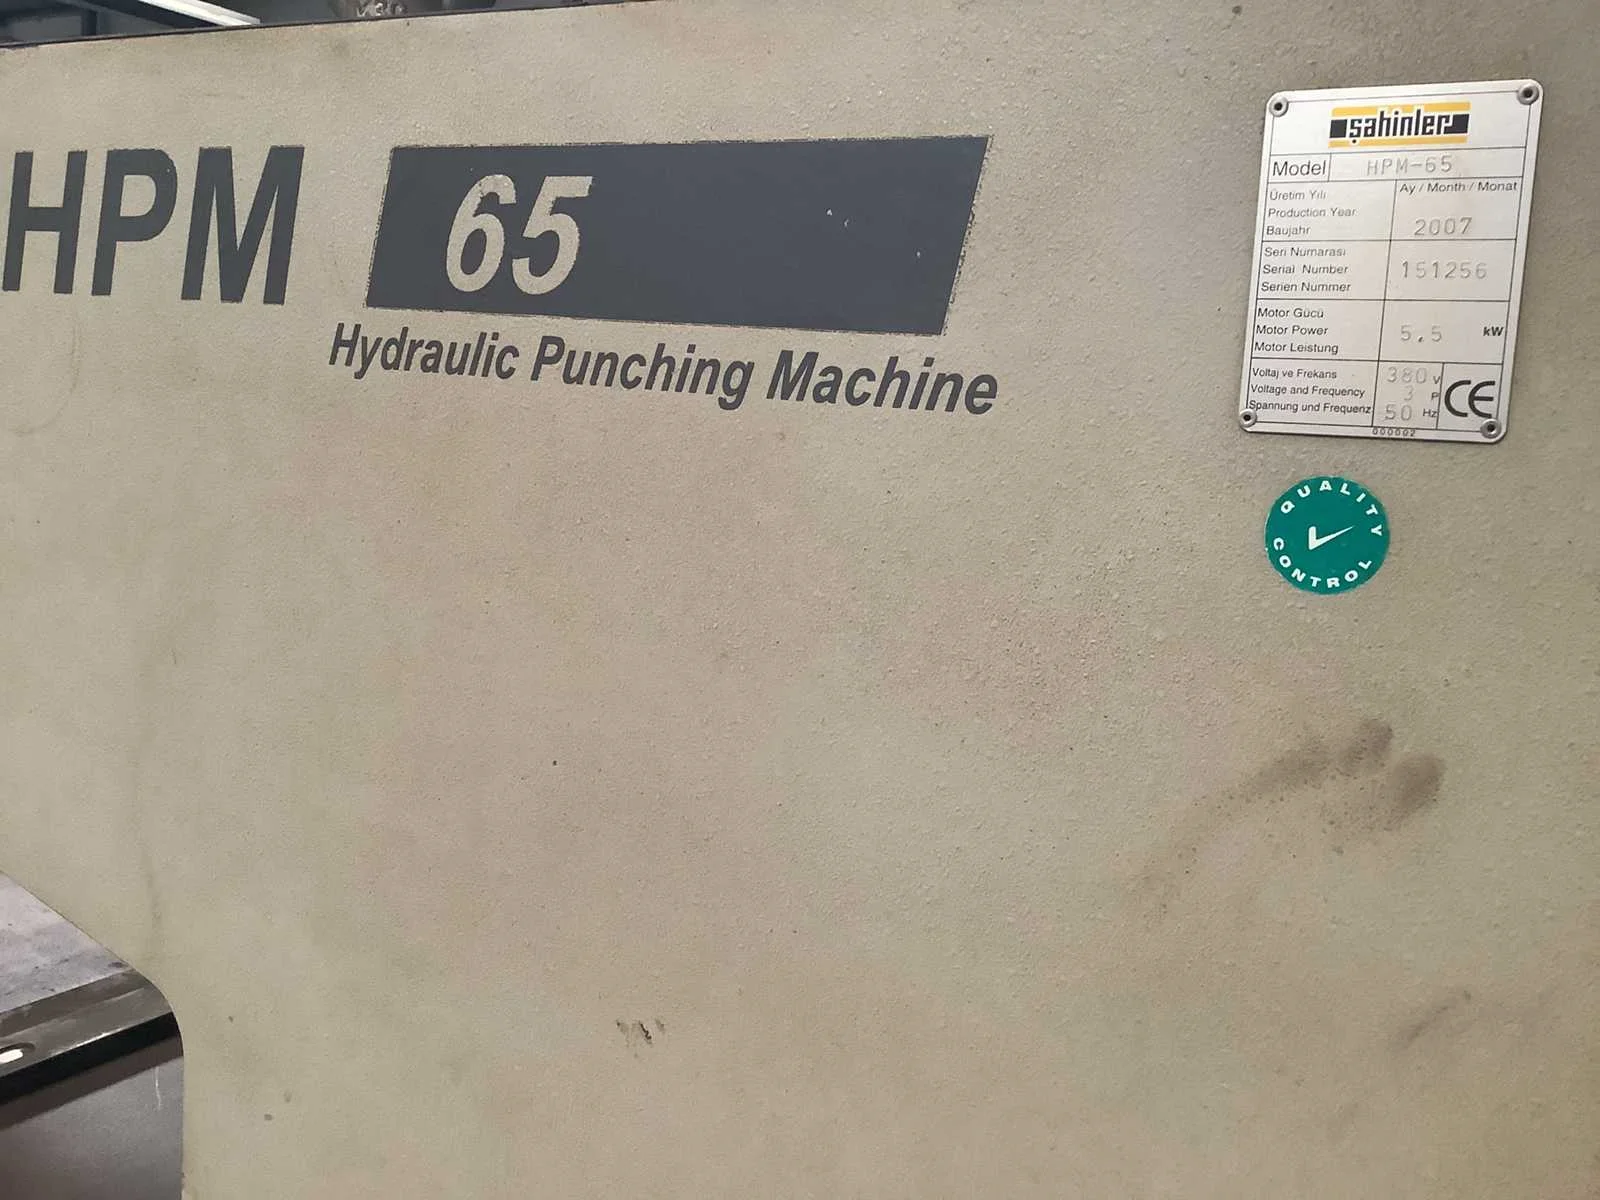 HPM 65
Hydraulic Punching Machine
şahinler
Model HPM-65
Üretim Yılı
Production Year
Baujahr
Ay / Month / Monat
2007
Seri Numarası
Serial Number
Serien Nummer
151256
Motor Gücü
Motor Power
Motor Leistung
5,5 kW
Voltaj ve Frekans
Voltage and Frequency
Spannung und Frequenz
380 V
3 P
50 Hz
CE
000002
QUALITY
CONTROL